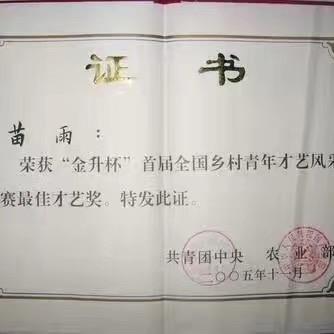 证 书
苗雨：
荣获“金升杯”首届全国乡村青年才艺风采
赛最佳才艺奖。特发此证。
共青团中央 农业部
二〇〇五年十一月